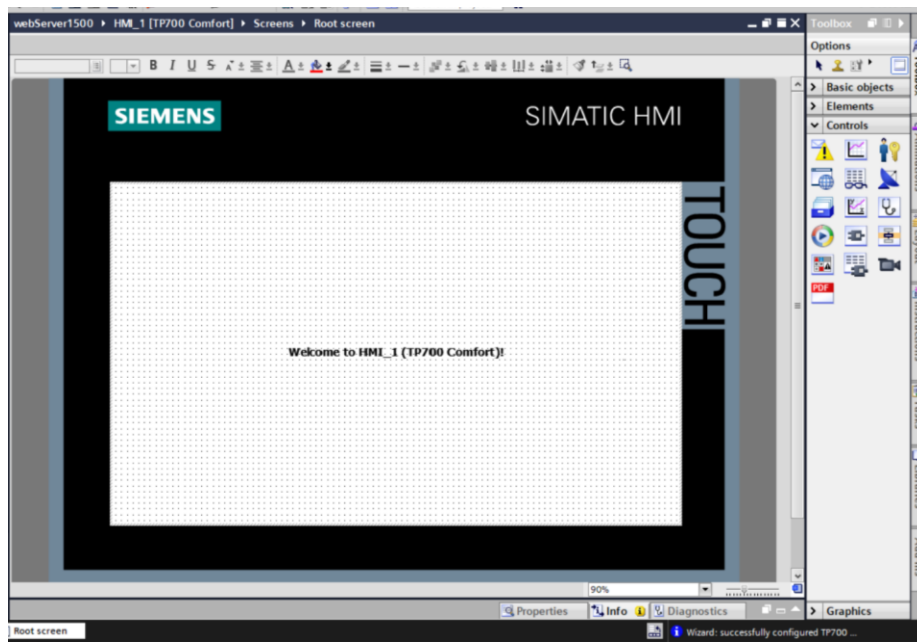 webServer1500 ▸ HMI_1 [TP700 Comfort] ▸ Screens ▸ Root screen
Toolbox
Options
B I U S
Basic objects
SIEMENS
SIMATIC HMI
Elements
Controls
TOUCH
PDF
Welcome to HMI_1 (TP700 Comfort)!
90%
Properties
Info
Diagnostics
Graphics
Root screen
Wizard: successfully configured TP700 ...